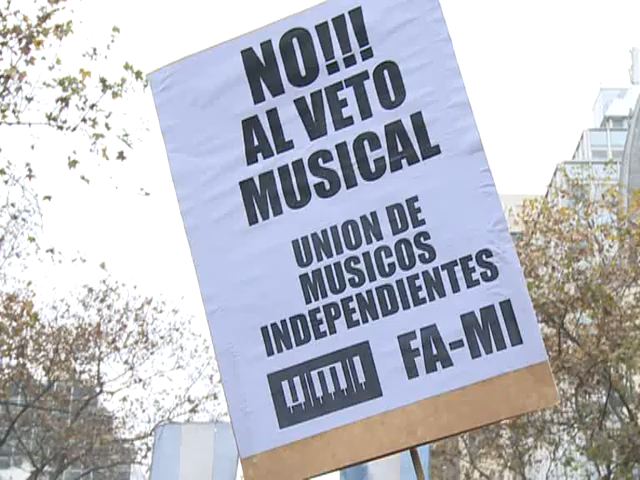 NO!!!
AL VETO
MUSICAL
UNION DE
MUSICOS
INDEPENDIENTES
FA-MI